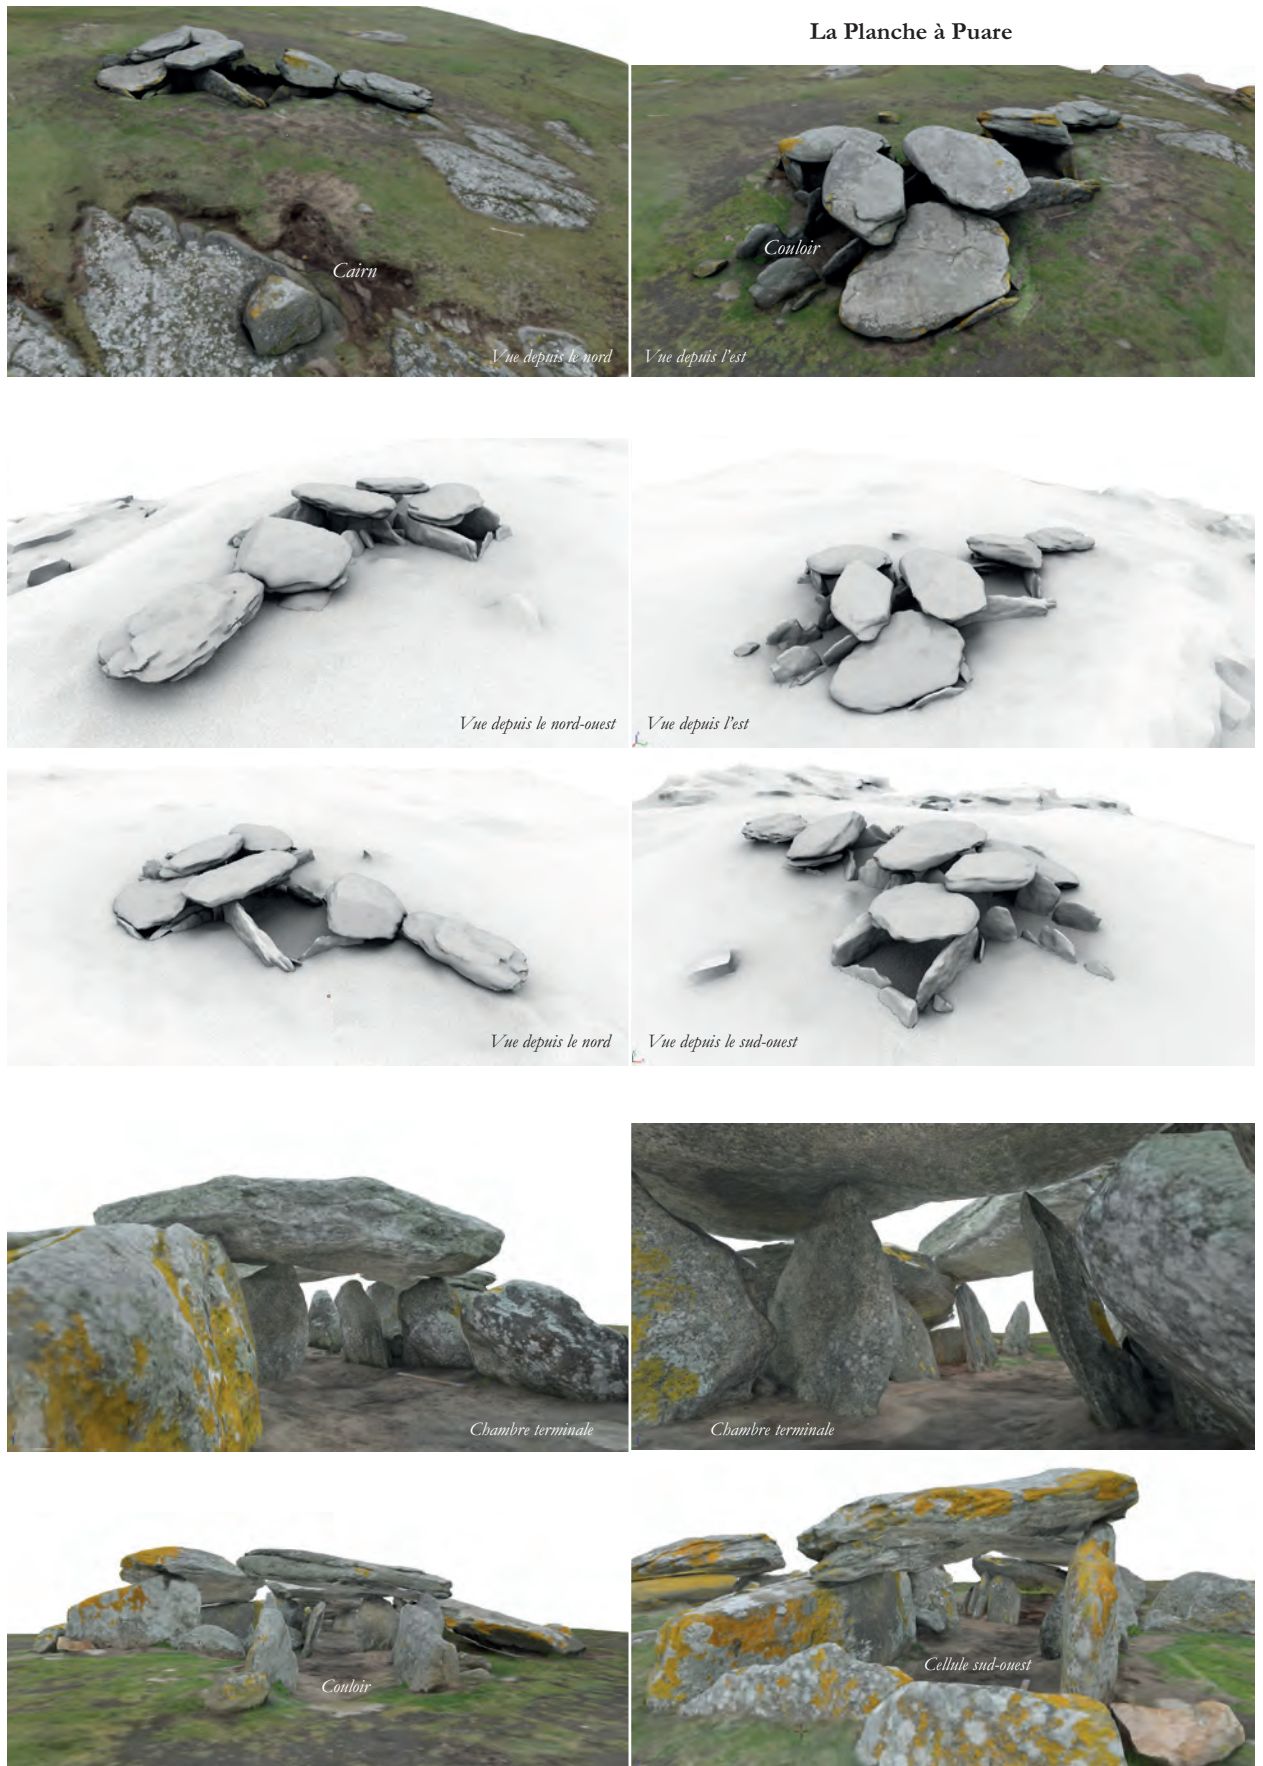 La Planche à Puare
Cairn
Vue depuis le nord
Couloir
Vue depuis l'est
Vue depuis le nord-ouest
Vue depuis l'est
Vue depuis le nord
Vue depuis le sud-ouest
Chambre terminale
Chambre terminale
Couloir
Cellule sud-ouest